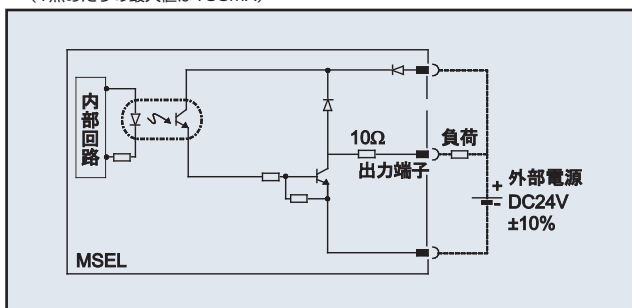 内部回路
10Ω
負荷
出力端子
+ 外部電源
- DC24V
±10%
MSEL